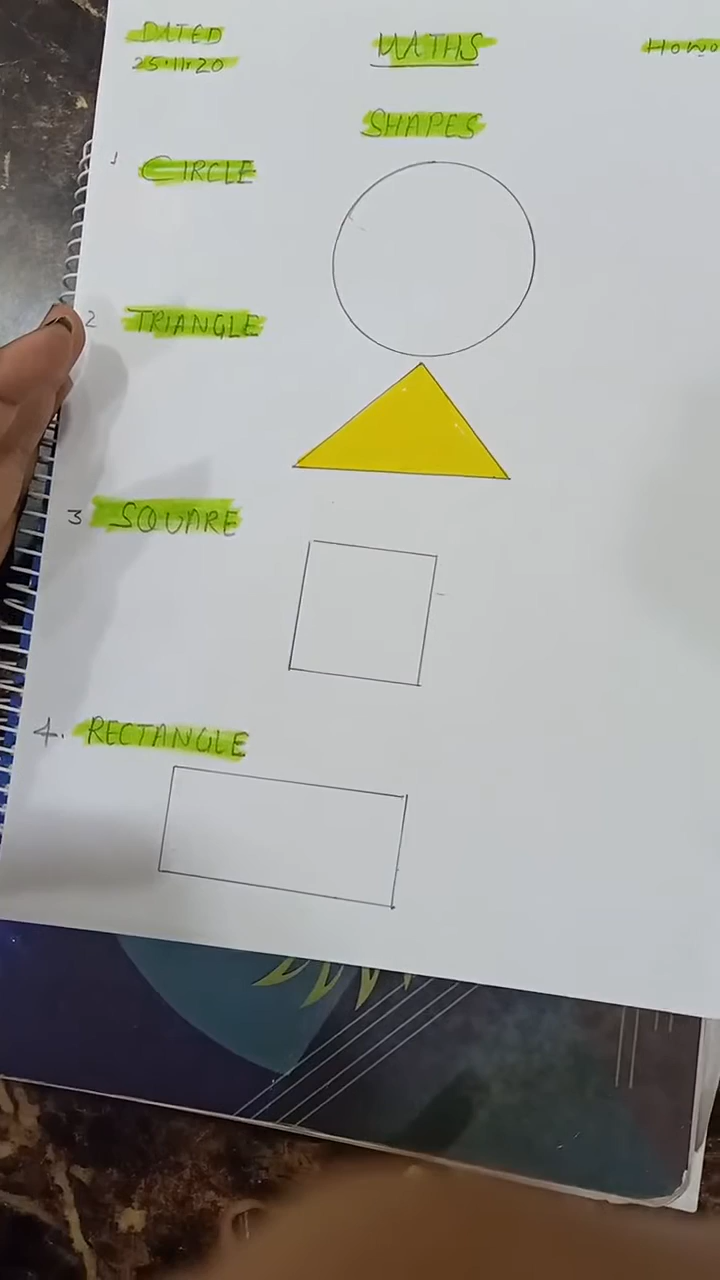 DATED
25.11.20
MATHS
SHAPES
1 CIRCLE
2 TRIANGLE
3 SQUARE
4. RECTANGLE